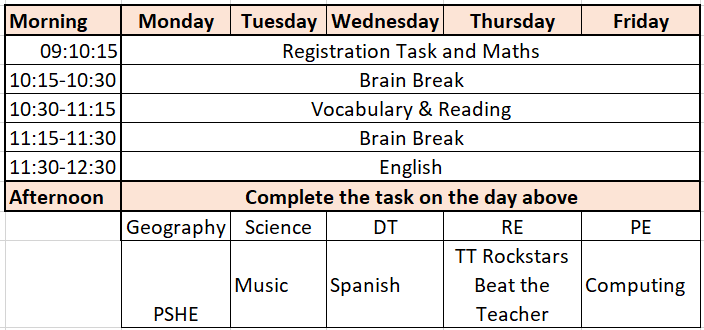 Morning Monday Tuesday Wednesday Thursday Friday
09:10:15 Registration Task and Maths
10:15-10:30 Brain Break
10:30-11:15 Vocabulary & Reading
11:15-11:30 Brain Break
11:30-12:30 English
Afternoon Complete the task on the day above
Geography Science DT RE PE
PSHE Music Spanish TT Rockstars Beat the Teacher Computing